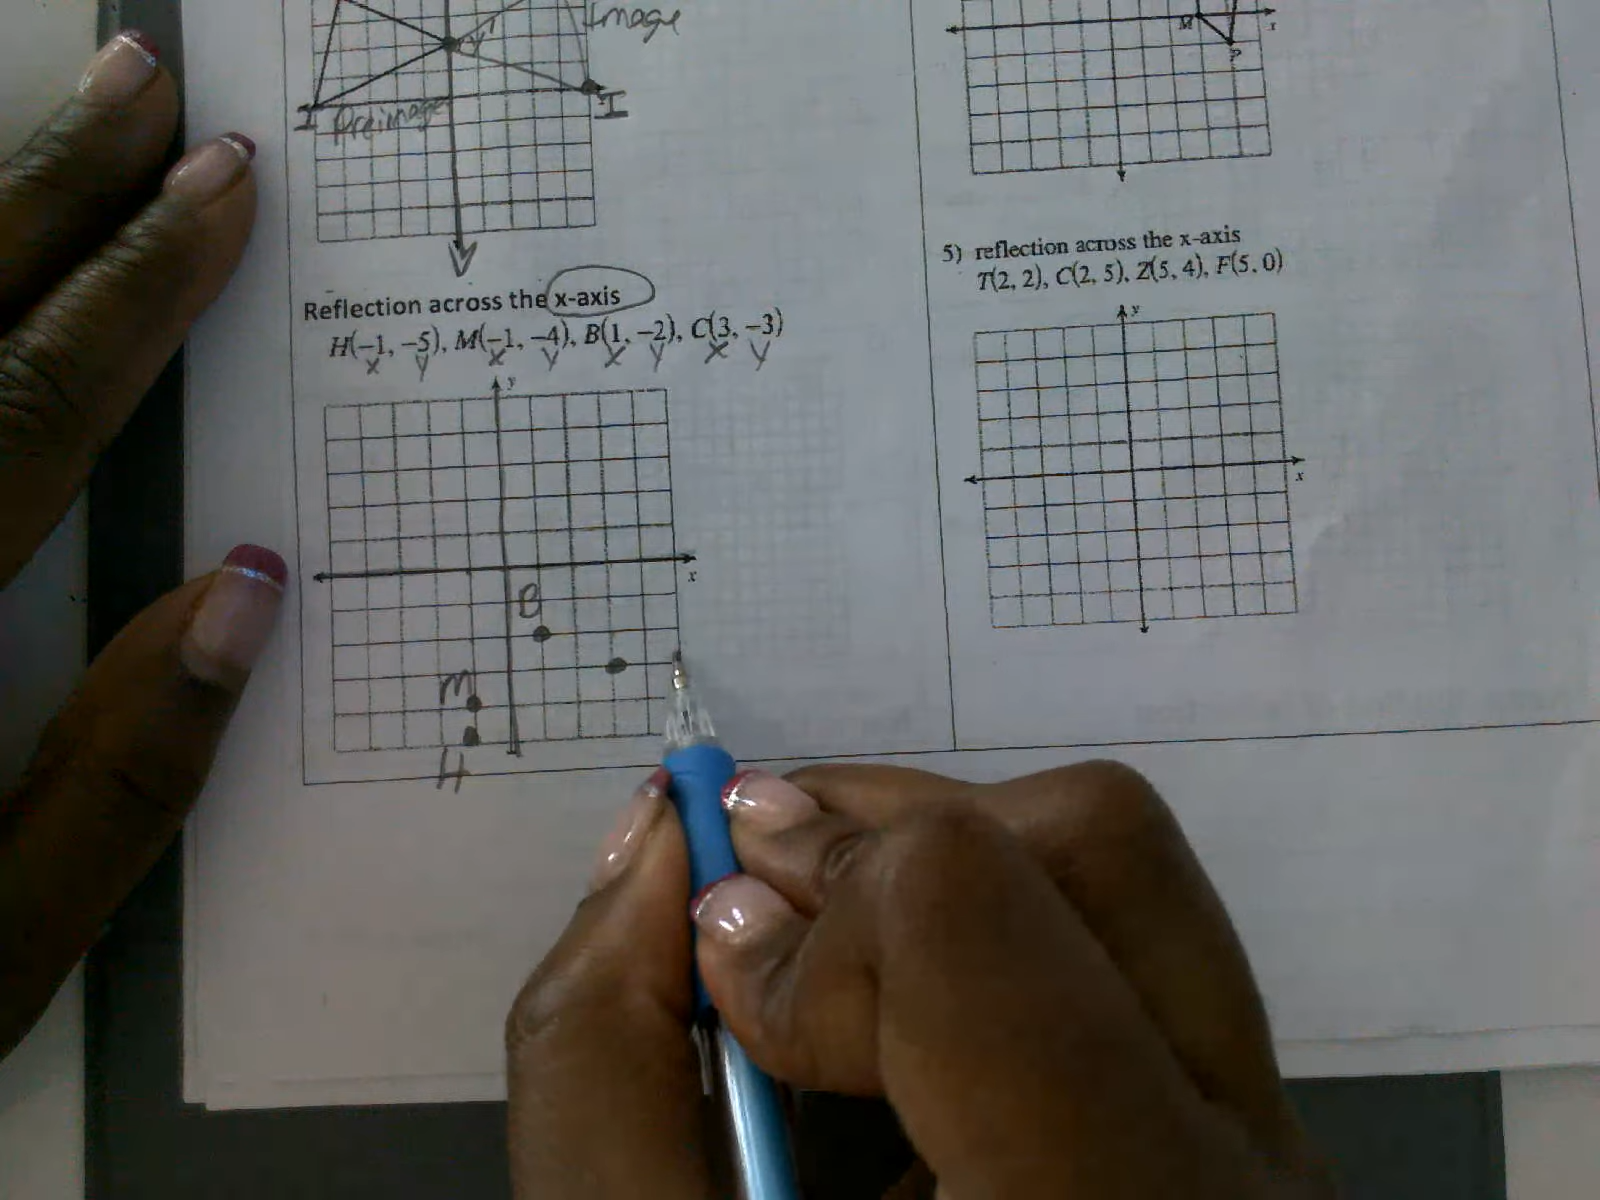 Image
y'
I Preimage I
M
P
x
Reflection across the x-axis
H(−1, −5), M(−1, −4), B(1, −2), C(3, −3)
x y x y x y x y
y
x
B
M
H
5) reflection across the x-axis
T(2, 2), C(2, 5), Z(5, 4), F(5, 0)
y
x